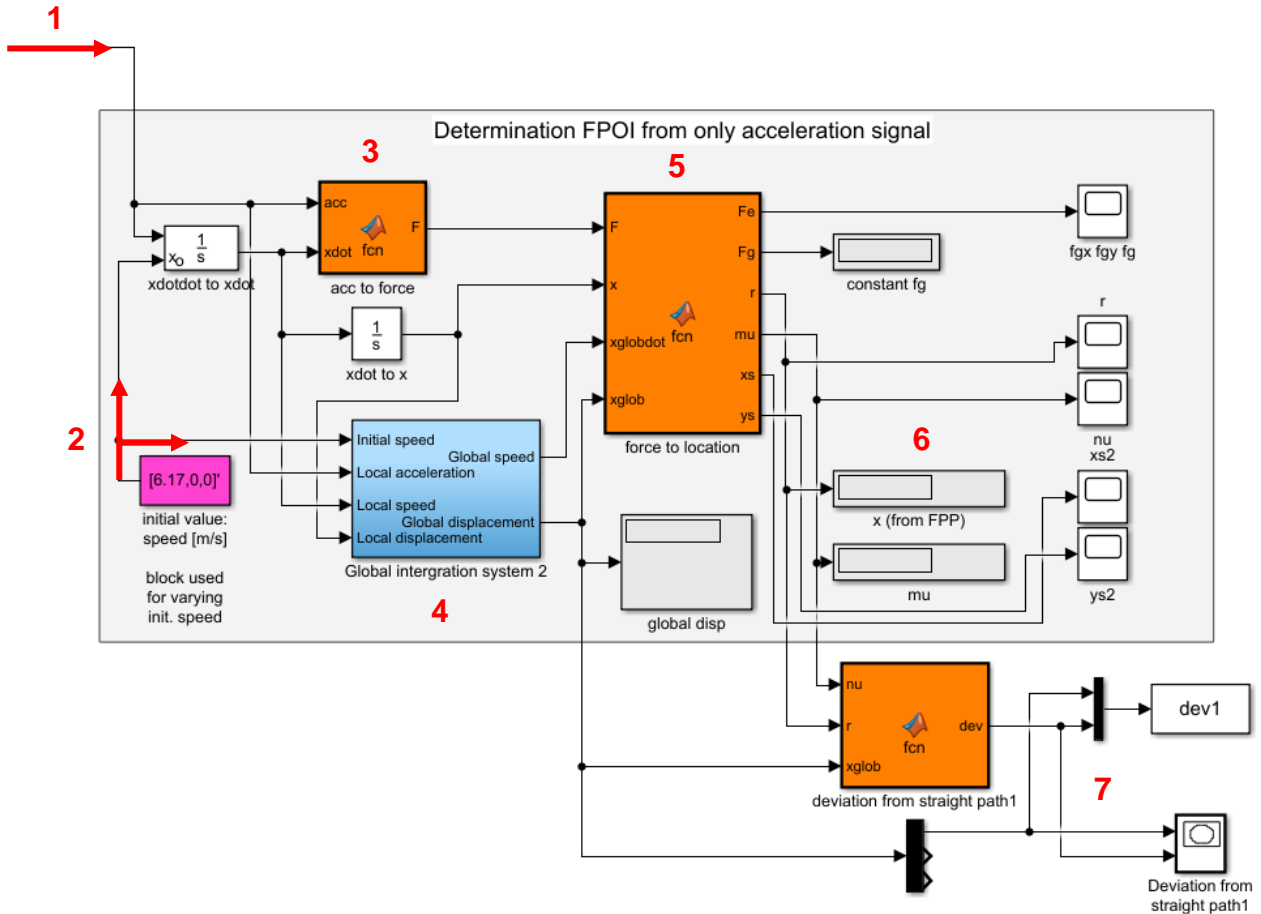 1
Determination FPOI from only acceleration signal
3
5
acc
xdot
F
fcn
acc to force
x₀
1
s
xdotdot to xdot
1
s
xdot to x
F
x
xglobdot
xglob
fcn
Fe
Fg
r
mu
xs
ys
force to location
fgx fgy fg
constant fg
r
nu
xs2
ys2
2
[6.17,0,0]'
initial value:
speed [m/s]
block used
for varying
init. speed
Initial speed
Local acceleration
Local speed
Local displacement
Global speed
Global displacement
Global intergration system 2
4
global disp
6
x (from FPP)
mu
nu
r
xglob
dev
fcn
deviation from straight path1
dev1
7
Deviation from
straight path1